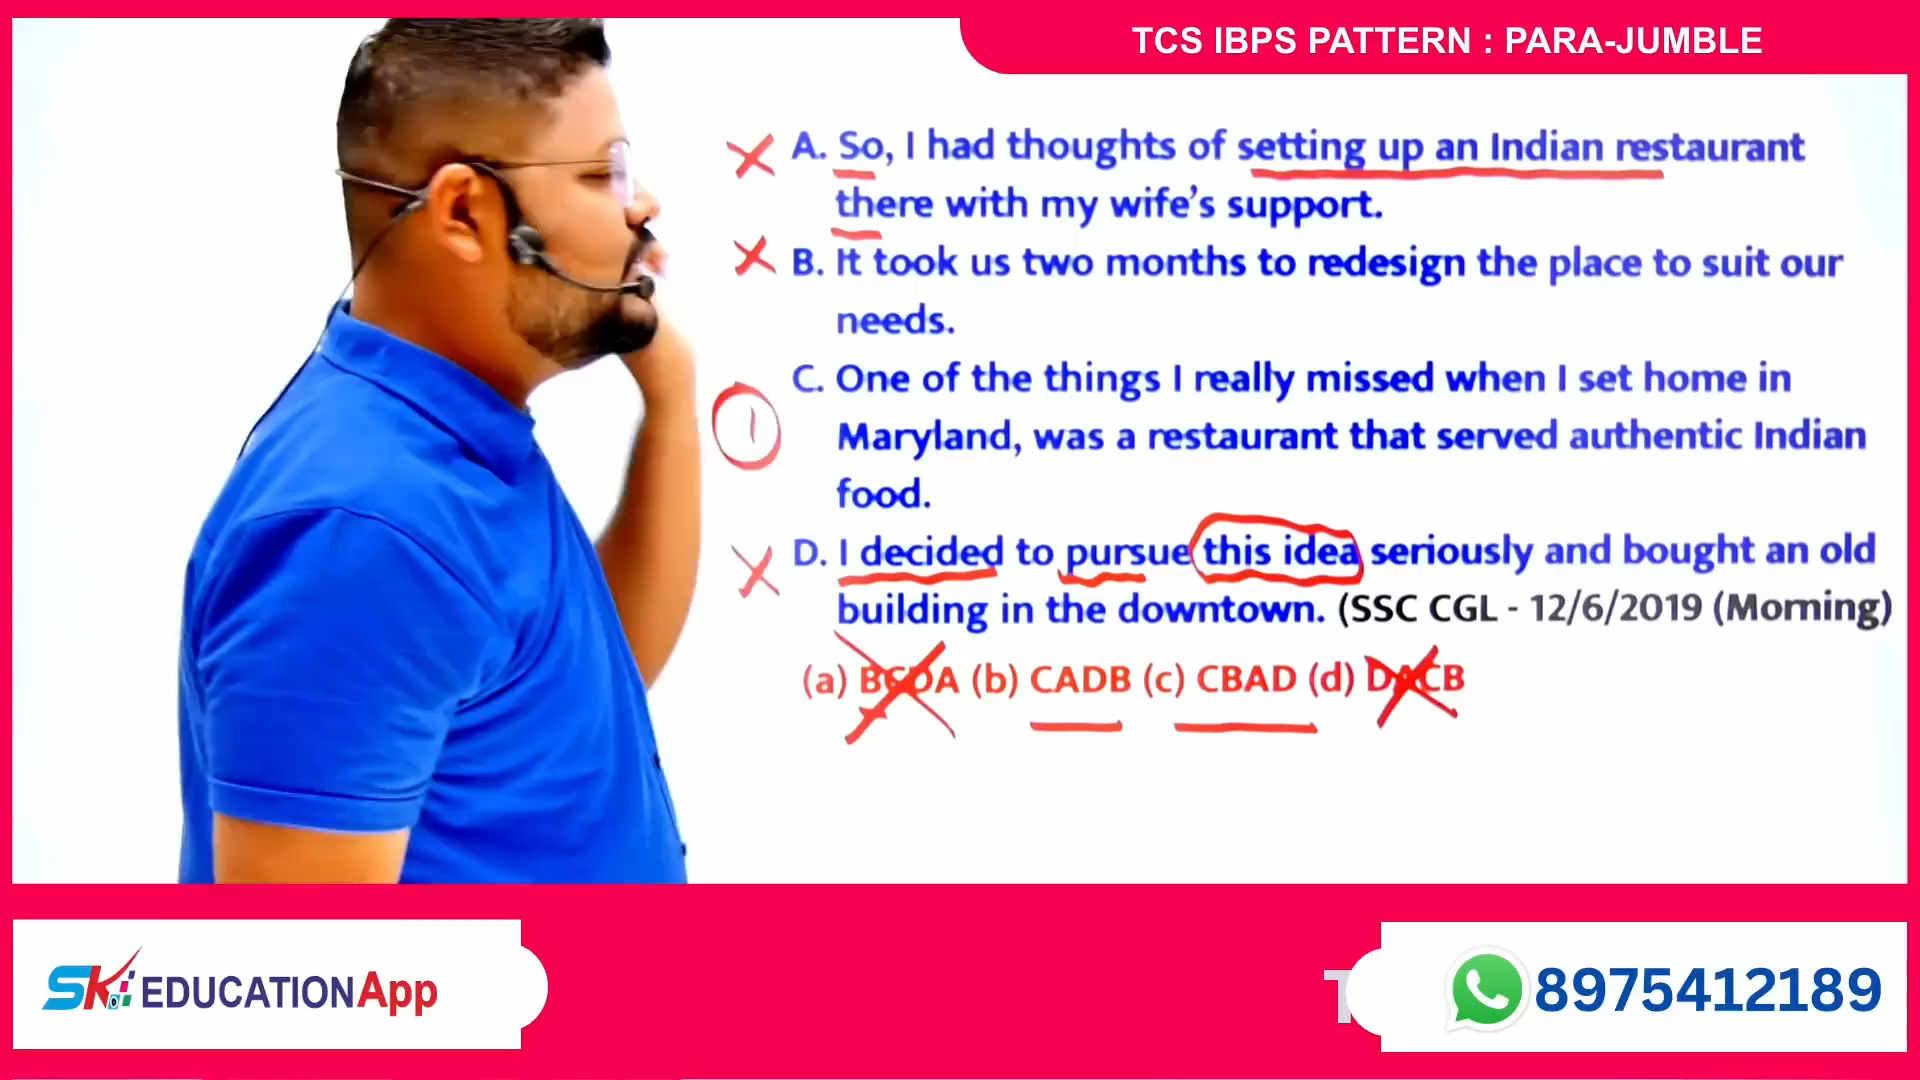 TCS IBPS PATTERN : PARA-JUMBLE
A. So, I had thoughts of setting up an Indian restaurant
there with my wife's support.
B. It took us two months to redesign the place to suit our
needs.
C. One of the things I really missed when I set home in
Maryland, was a restaurant that served authentic Indian
food.
1
D. I decided to pursue this idea seriously and bought an old
building in the downtown. (SSC CGL - 12/6/2019 (Morning)
(a) BCDA (b) CADB (c) CBAD (d) DACB
SK EDUCATION App
T
8975412189